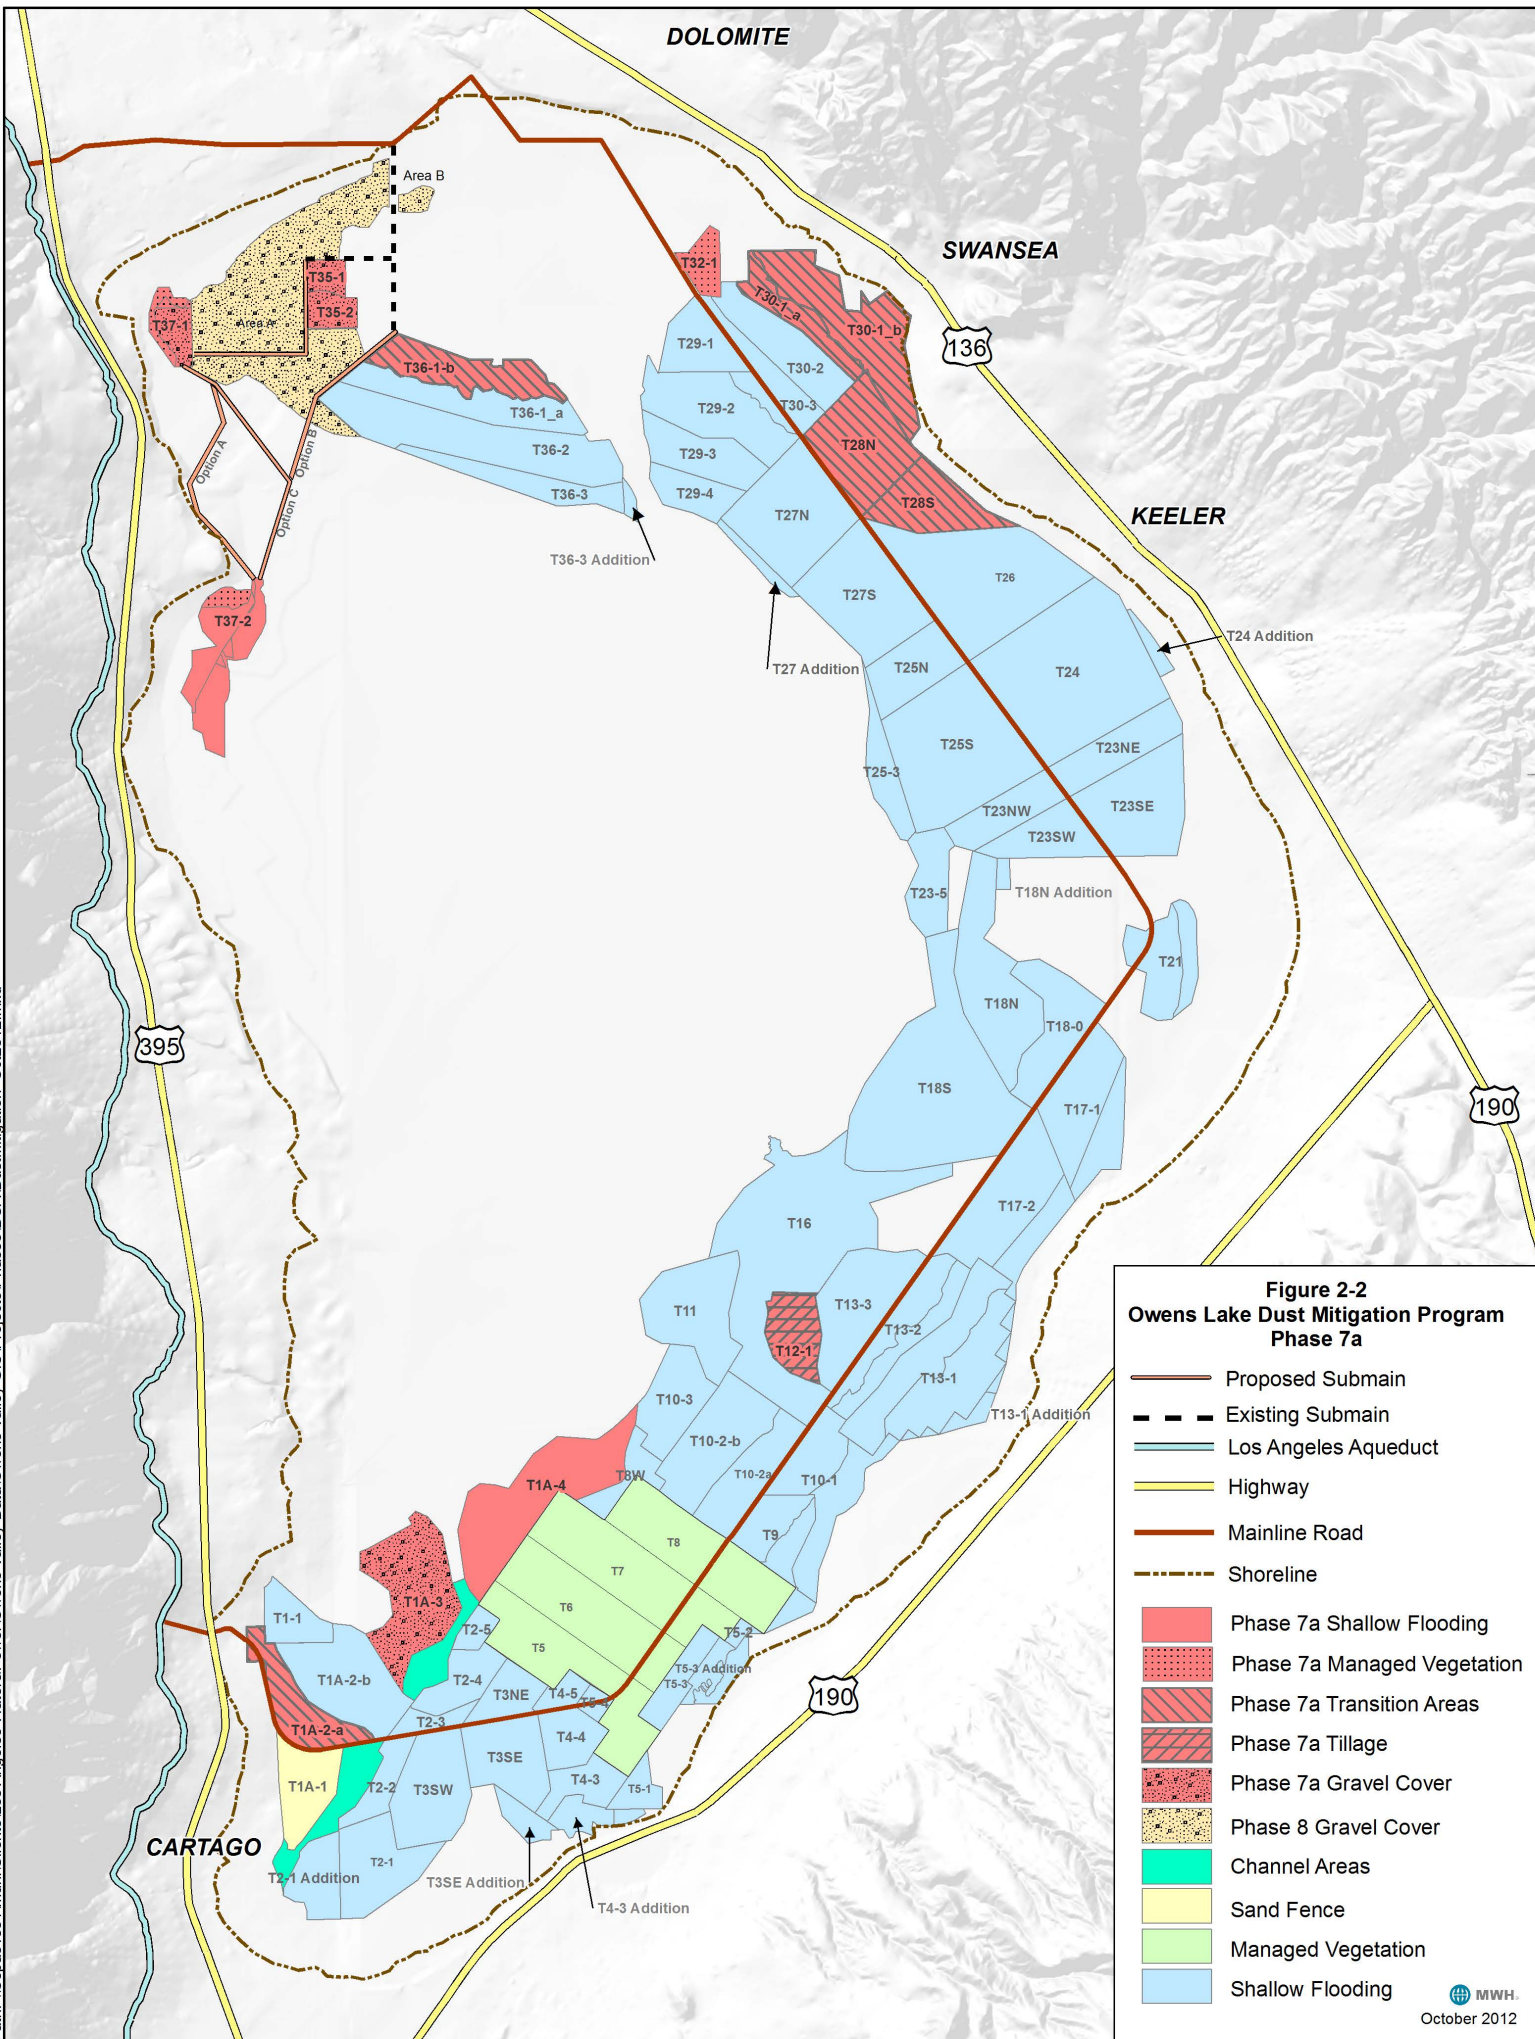 DOLOMITE
Area B
SWANSEA
T32-1
T35-1
T30-1_a
T35-2
T37-1
Area A
T30-1_b
136
T29-1
T36-1-b
T30-2
T29-2
T30-3
T36-1_a
T28N
Option B
T36-2
T29-3
Option A
T36-3
T29-4
T28S
Option C
T27N
KEELER
T36-3 Addition
T26
T27S
T37-2
T24 Addition
T27 Addition
T25N
T24
T25S
T23NE
T25-3
T23NW
T23SE
T23SW
T23-5
T18N Addition
T21
T18N
T18-0
395
T18S
T17-1
190
T17-2
T16
T11
T13-3
T13-2
T12-1
T13-1
T10-3
T13-1 Addition
T10-2-b
T8W
T10-2a
T10-1
T1A-4
T9
T8
T7
T1A-3
T6
T1-1
T2-5
T5-2
T5
T1A-2-b
T2-4
T5-3 Addition
T5-3
T3NE
T4-5
T5-4
T2-3
T1A-2-a
T4-4
190
T3SE
T1A-1
T2-2
T3SW
T4-3
T5-1
CARTAGO
T2-1
T2-1 Addition
T3SE Addition
T4-3 Addition
Figure 2-2
Owens Lake Dust Mitigation Program
Phase 7a
Proposed Submain
Existing Submain
Los Angeles Aqueduct
Highway
Mainline Road
Shoreline
Phase 7a Shallow Flooding
Phase 7a Managed Vegetation
Phase 7a Transition Areas
Phase 7a Tillage
Phase 7a Gravel Cover
Phase 8 Gravel Cover
Channel Areas
Sand Fence
Managed Vegetation
Shallow Flooding
MWH
October 2012